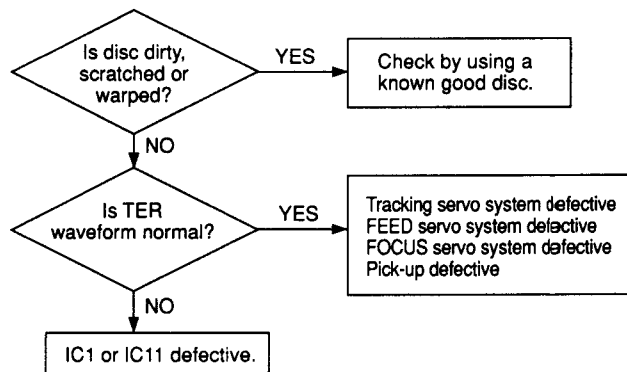 Is disc dirty,
scratched or
warped?
YES
Check by using a
known good disc.
NO
Is TER
waveform normal?
YES
Tracking servo system defective
FEED servo system defective
FOCUS servo system defective
Pick-up defective
NO
IC1 or IC11 defective.